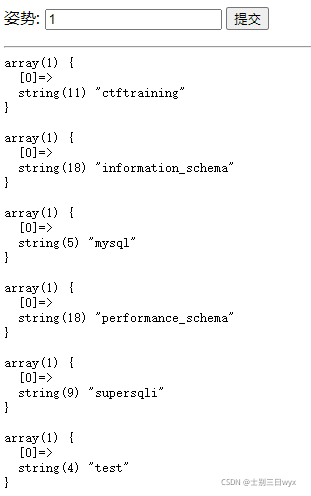 姿势: 1 提交
array(1) {
  [0]=>
  string(11) "ctftraining"
}
array(1) {
  [0]=>
  string(18) "information_schema"
}
array(1) {
  [0]=>
  string(5) "mysql"
}
array(1) {
  [0]=>
  string(18) "performance_schema"
}
array(1) {
  [0]=>
  string(9) "supersqli"
}
array(1) {
  [0]=>
  string(4) "test"
}
CSDN @士别三日wyx